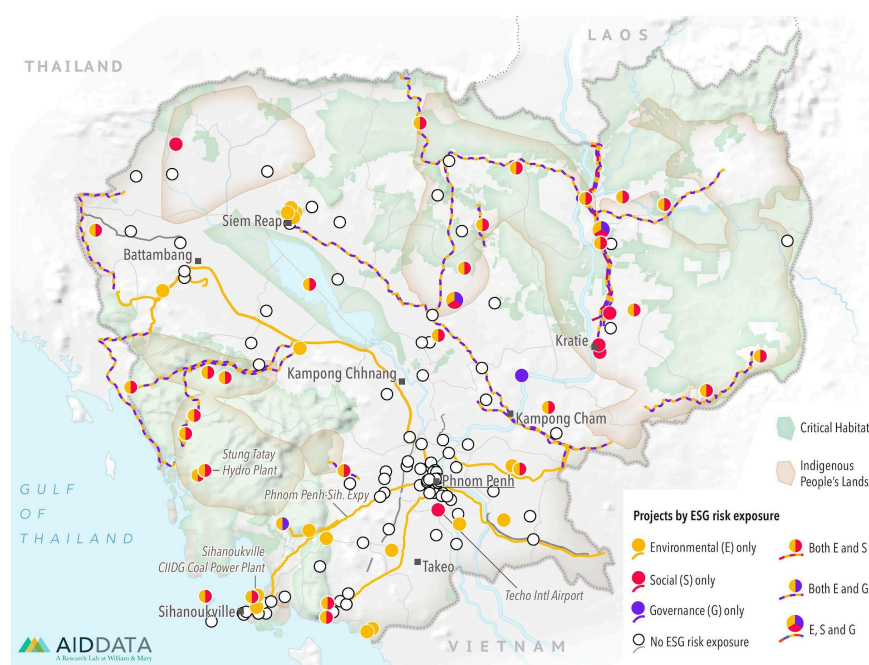 LAOS
THAILAND
Siem Reap
Battambang
Kratie
Kampong Chhnang
Kampong Cham
Critical Habitat
Stung Tatay
Hydro Plant
Indigenous
People's Lands
Phnom Penh
GULF
OF
THAILAND
Phnom Penh-Sih. Expy
Projects by ESG risk exposure
Environmental (E) only
Both E and S
Sihanoukville
CIIDG Coal Power Plant
Takeo
Social (S) only
Both E and G
Techo Intl Airport
Governance (G) only
Sihanoukville
E, S and G
No ESG risk exposure
VIETNAM
AIDDATA
A Research Lab at William & Mary